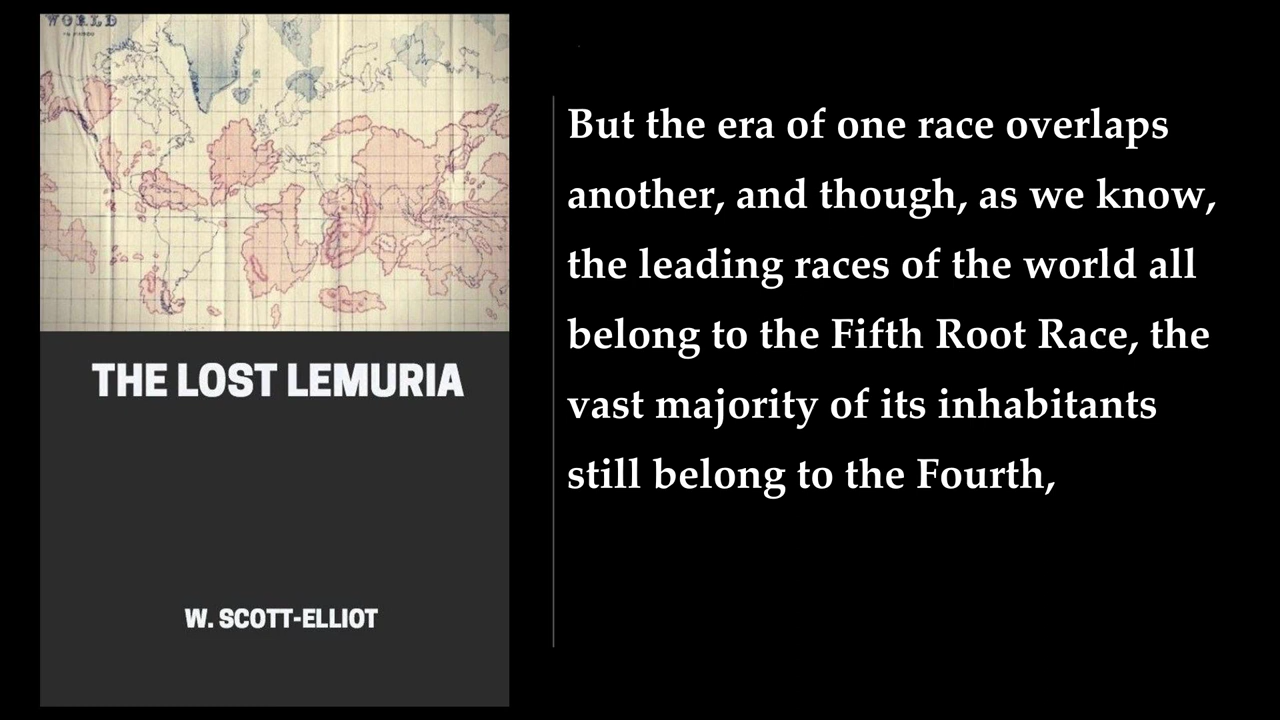 WORLD
THE LOST LEMURIA
W. SCOTT-ELLIOT
But the era of one race overlaps
another, and though, as we know,
the leading races of the world all
belong to the Fifth Root Race, the
vast majority of its inhabitants
still belong to the Fourth,